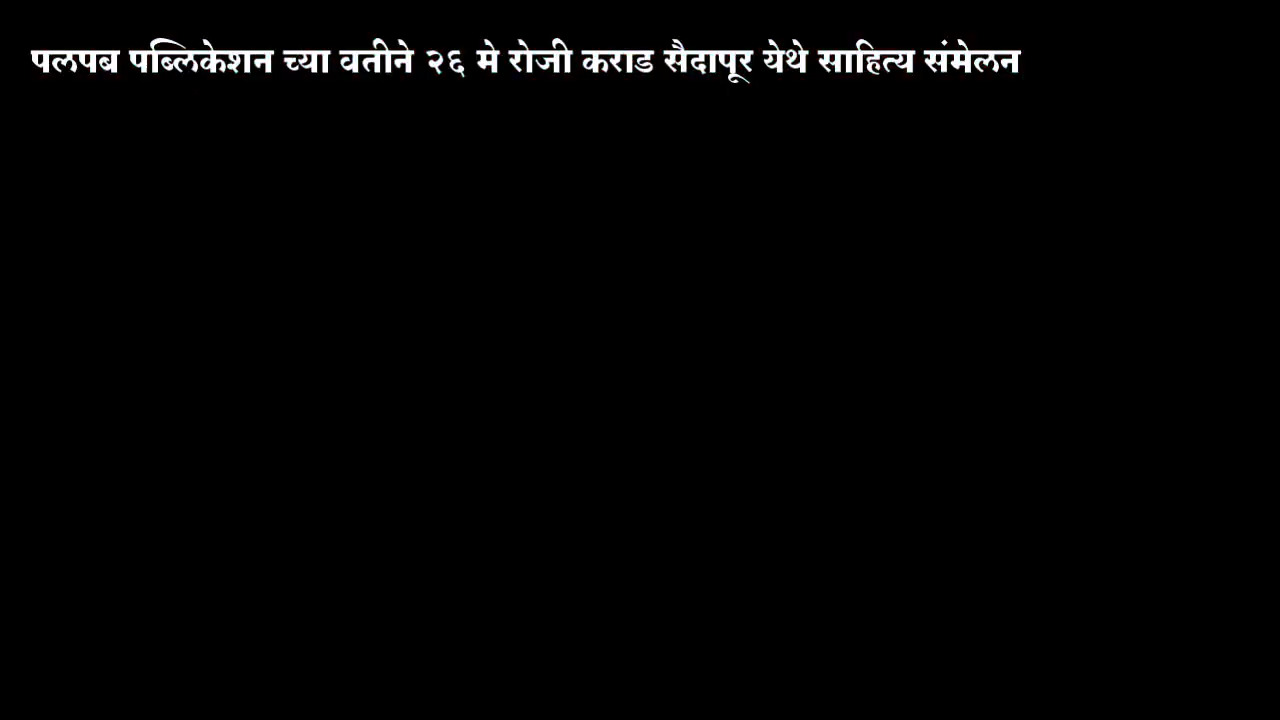 पलपब पब्लिकेशन च्या वतीने २६ मे रोजी कराड सैदापूर येथे साहित्य संमेलन